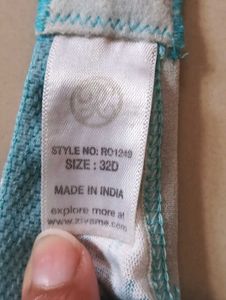 STYLE NO: RO1249
SIZE : 32D
MADE IN INDIA
explore more at
www.zivame.com